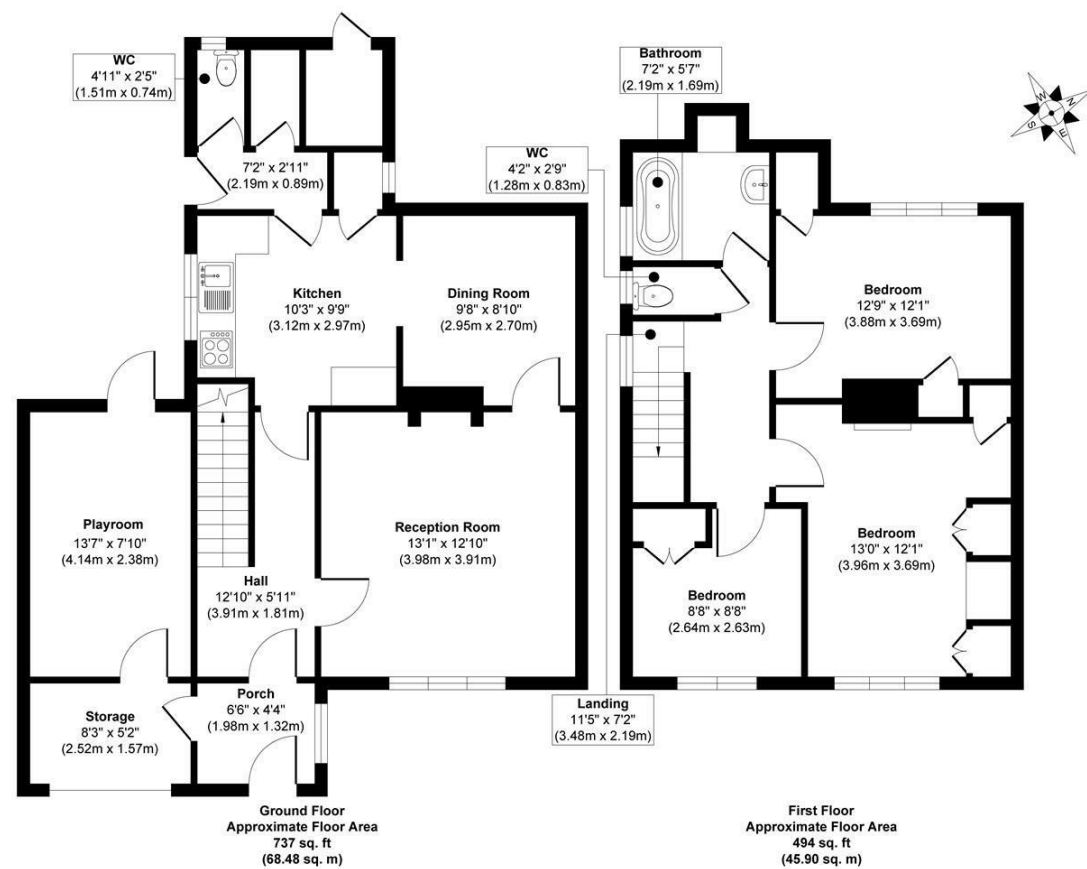 WC
4'11" x 2'5"
(1.51m x 0.74m)
7'2" x 2'11"
(2.19m x 0.89m)
Kitchen
10'3" x 9'9"
(3.12m x 2.97m)
Dining Room
9'8" x 8'10"
(2.95m x 2.70m)
Playroom
13'7" x 7'10"
(4.14m x 2.38m)
Reception Room
13'1" x 12'10"
(3.98m x 3.91m)
Hall
12'10" x 5'11"
(3.91m x 1.81m)
Porch
6'6" x 4'4"
(1.98m x 1.32m)
Storage
8'3" x 5'2"
(2.52m x 1.57m)
Ground Floor
Approximate Floor Area
737 sq. ft
(68.48 sq. m)
Bathroom
7'2" x 5'7"
(2.19m x 1.69m)
WC
4'2" x 2'9"
(1.28m x 0.83m)
Bedroom
12'9" x 12'1"
(3.88m x 3.69m)
Bedroom
13'0" x 12'1"
(3.96m x 3.69m)
Bedroom
8'8" x 8'8"
(2.64m x 2.63m)
Landing
11'5" x 7'2"
(3.48m x 2.19m)
First Floor
Approximate Floor Area
494 sq. ft
(45.90 sq. m)
W
N
S
E